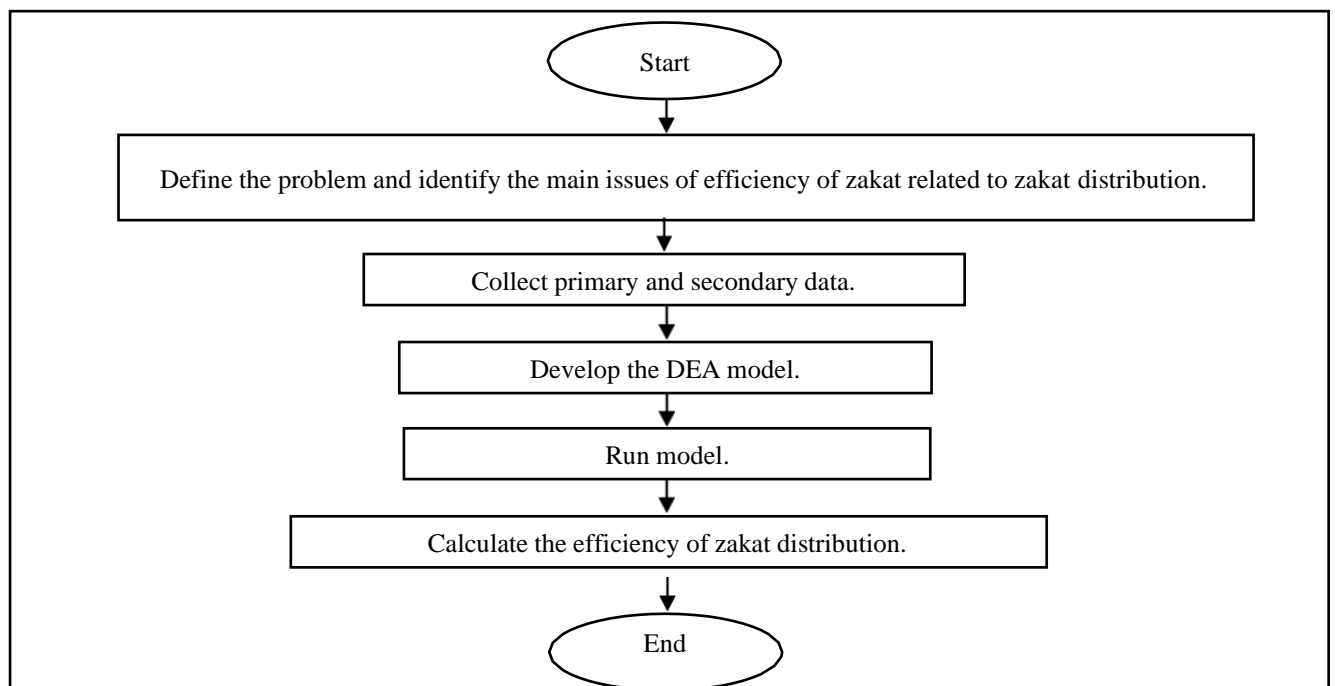 Start
Define the problem and identify the main issues of efficiency of zakat related to zakat distribution.
Collect primary and secondary data.
Develop the DEA model.
Run model.
Calculate the efficiency of zakat distribution.
End